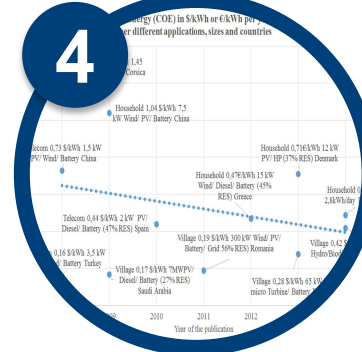 4
(COE) in $/kWh or €/kWh per
different applications, sizes and countries
1,45
Corsica
Household 1,04 $/kWh 7,5
kW Wind/ PV/ Battery China
0,73 $/kWh 1,5 kW
PV/ Wind/ Battery China
Household 0,71€/kWh 12 kW
PV/ HP (37% RES) Denmark
Household 0,47€/kWh 15 kW
Wind/ Diesel/ Battery (45%
RES) Greece
Household
2,8kWh/day
Telecom 0,44 $/kWh 2 kW PV/
Diesel/ Battery (47% RES) Spain
Village 0,19 $/kWh 300 kW Wind/ PV/
Battery/ Grid 56% RES) Romania
Village 0,42
Hydro/
0,16 $/kWh 3,5 kW
Battery Turkey
Village 0,17 $/kWh 7MWPV/
Diesel/ Battery (27% RES)
Saudi Arabia
Village 0,28 $/kWh 65
micro Turbine/
2010
2011
2012
Year of the publication